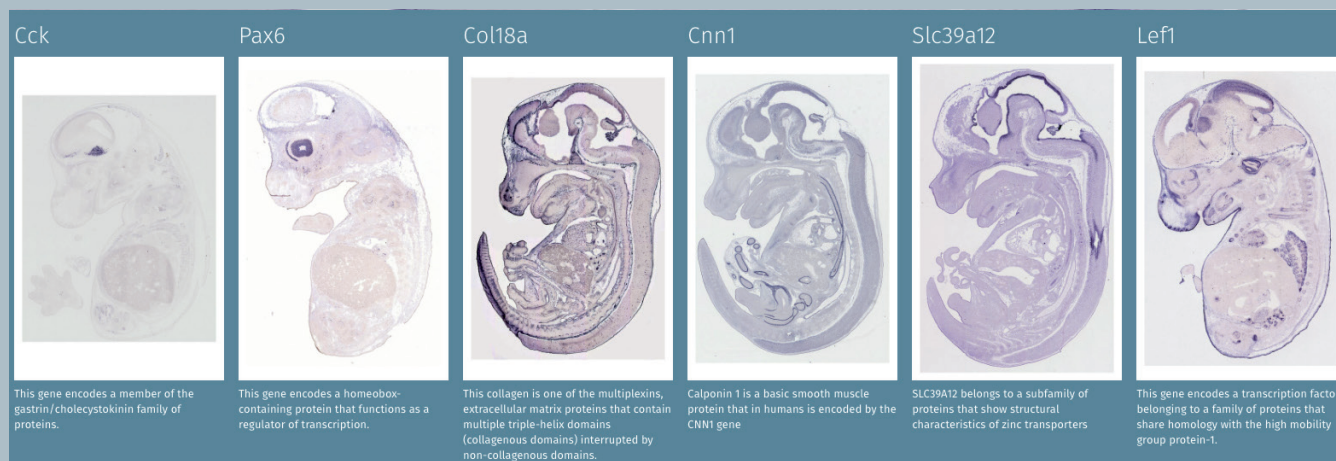 Cck
This gene encodes a member of the
gastrin/cholecystokinin family of
proteins.
Pax6
This gene encodes a homeobox-
containing protein that functions as a
regulator of transcription.
Col18a
This collagen is one of the multiplexins,
extracellular matrix proteins that contain
multiple triple-helix domains
(collagenous domains) interrupted by
non-collagenous domains.
Cnn1
Calponin 1 is a basic smooth muscle
protein that in humans is encoded by the
CNN1 gene
Slc39a12
SLC39A12 belongs to a subfamily of
proteins that show structural
characteristics of zinc transporters
Lef1
This gene encodes a transcription facto
belonging to a family of proteins that
share homology with the high mobility
group protein-1.